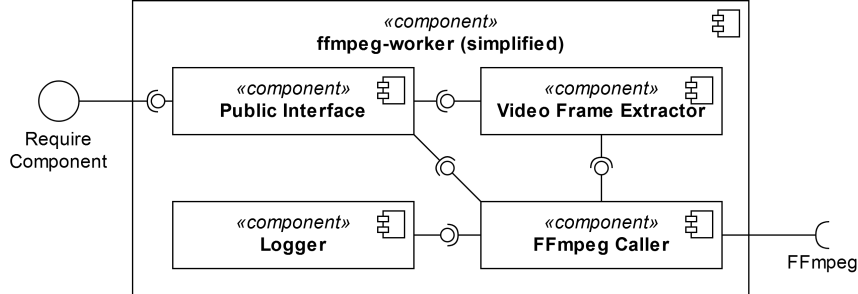 «component»
ffmpeg-worker (simplified)
«component»
Public Interface
«component»
Video Frame Extractor
Require
Component
«component»
Logger
«component»
FFmpeg Caller
FFmpeg